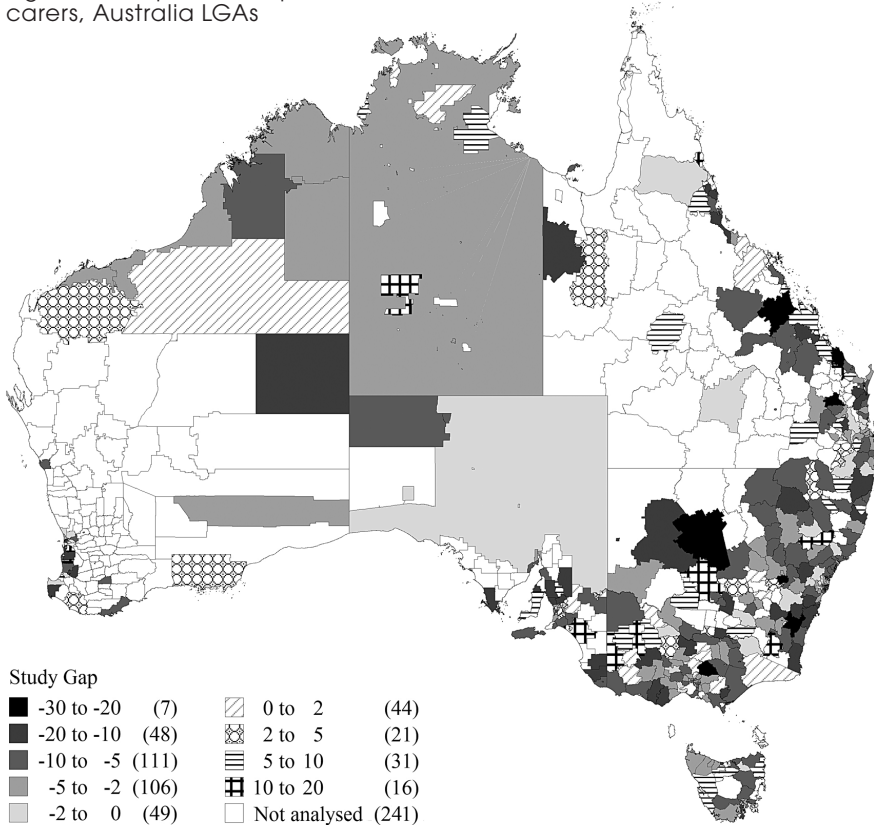 carers, Australia LGAs
Study Gap
-30 to -20 (7)
-20 to -10 (48)
-10 to -5 (111)
-5 to -2 (106)
-2 to 0 (49)
0 to 2 (44)
2 to 5 (21)
5 to 10 (31)
10 to 20 (16)
Not analysed (241)